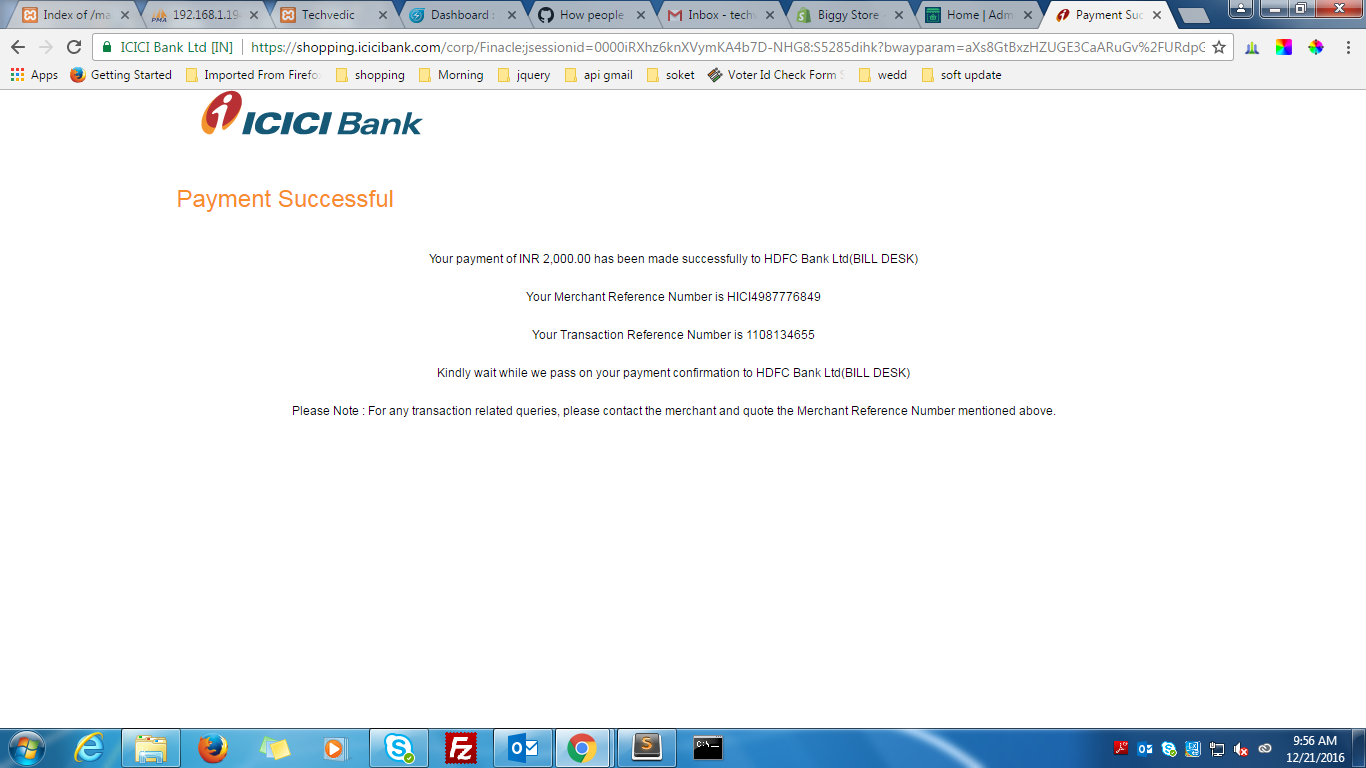 Index of /ma
192.168.1.19
Techvedic
Dashboard :
How people
Inbox - techv
Biggy Store
Home | Adm
Payment Suc
ICICI Bank Ltd [IN]
https://shopping.icicibank.com/corp/Finacle;jsessionid=0000iRXhz6knXVymKA4b7D-NHG8:S5285dihk?bwayparam=aXs8GtBxzHZUGE3CaARuGv%2FURdpG
Apps
Getting Started
Imported From Firefo
shopping
Morning
jquery
api gmail
soket
Voter Id Check Form S
wedd
soft update
ICICI Bank
Payment Successful
Your payment of INR 2,000.00 has been made successfully to HDFC Bank Ltd(BILL DESK)
Your Merchant Reference Number is HICI4987776849
Your Transaction Reference Number is 1108134655
Kindly wait while we pass on your payment confirmation to HDFC Bank Ltd(BILL DESK)
Please Note : For any transaction related queries, please contact the merchant and quote the Merchant Reference Number mentioned above.
9:56 AM
12/21/2016